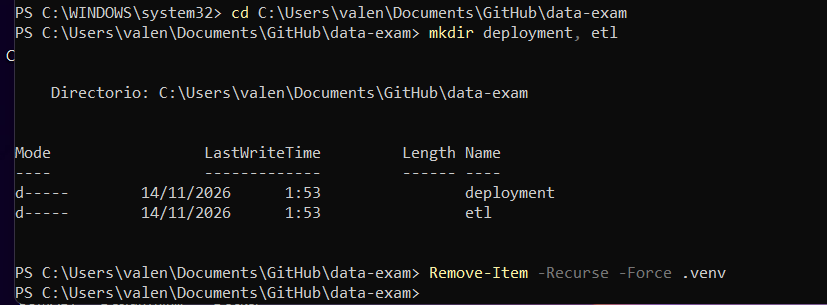 PS C:\WINDOWS\system32> cd C:\Users\valen\Documents\GitHub\data-exam
PS C:\Users\valen\Documents\GitHub\data-exam> mkdir deployment, etl
C
Directorio: C:\Users\valen\Documents\GitHub\data-exam
Mode LastWriteTime Length Name
---- ------------- ------ ----
d----- 14/11/2026 1:53 deployment
d----- 14/11/2026 1:53 etl
PS C:\Users\valen\Documents\GitHub\data-exam> Remove-Item -Recurse -Force .venv
PS C:\Users\valen\Documents\GitHub\data-exam>